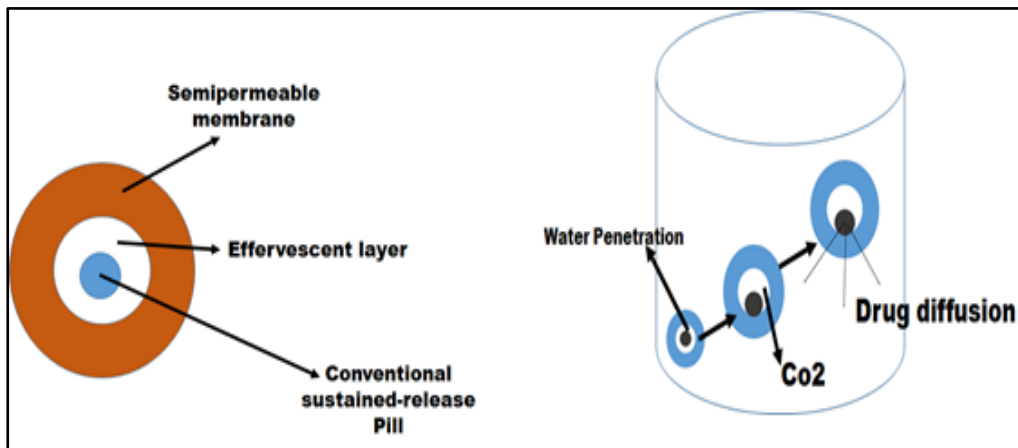 Semipermeable
membrane
Effervescent layer
Conventional
sustained-release
Pill
Water Penetration
Co2
Drug diffusion